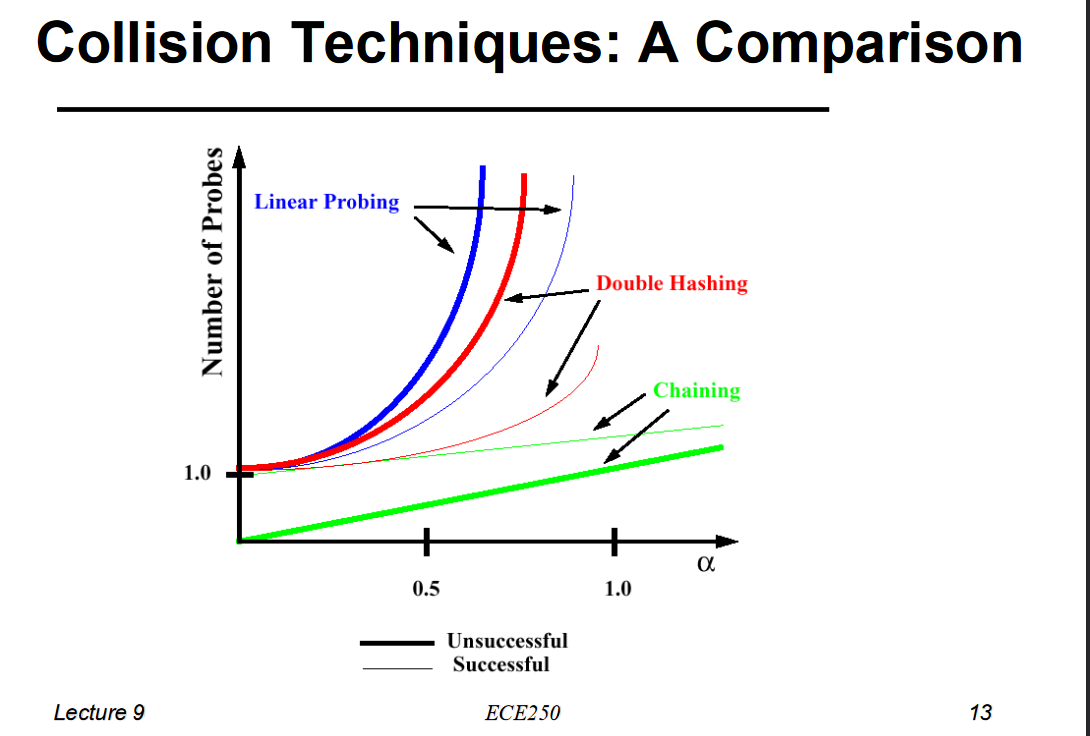 Collision Techniques: A Comparison
Number of Probes
Linear Probing
Double Hashing
Chaining
1.0
α
0.5
1.0
Unsuccessful
Successful
Lecture 9
ECE250
13